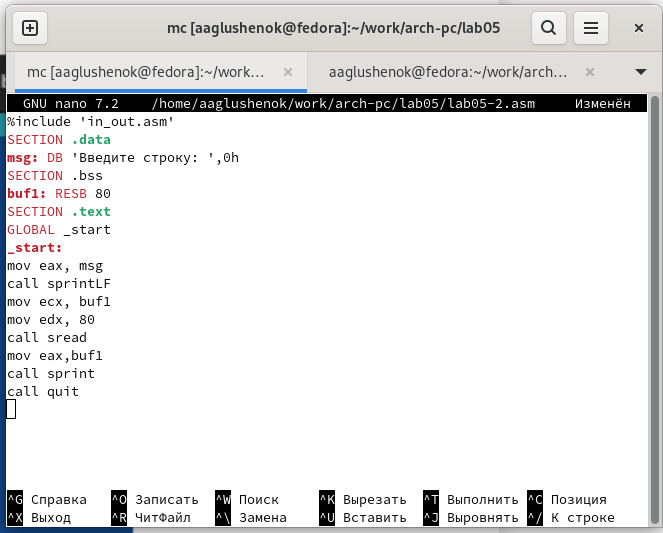 mc [aaglushenok@fedora]:~/work/arch-pc/lab05
mc [aaglushenok@fedora]:~/work… aaglushenok@fedora:~/work/arch…
GNU nano 7.2 /home/aaglushenok/work/arch-pc/lab05/lab05-2.asm Изменён
%include 'in_out.asm'
SECTION .data
msg: DB 'Введите строку: ',0h
SECTION .bss
buf1: RESB 80
SECTION .text
GLOBAL _start
_start:
mov eax, msg
call sprintLF
mov ecx, buf1
mov edx, 80
call sread
mov eax,buf1
call sprint
call quit
^G Справка ^O Записать ^W Поиск ^K Вырезать ^T Выполнить ^C Позиция
^X Выход ^R ЧитФайл ^\ Замена ^U Вставить ^J Выровнять ^/ К строке